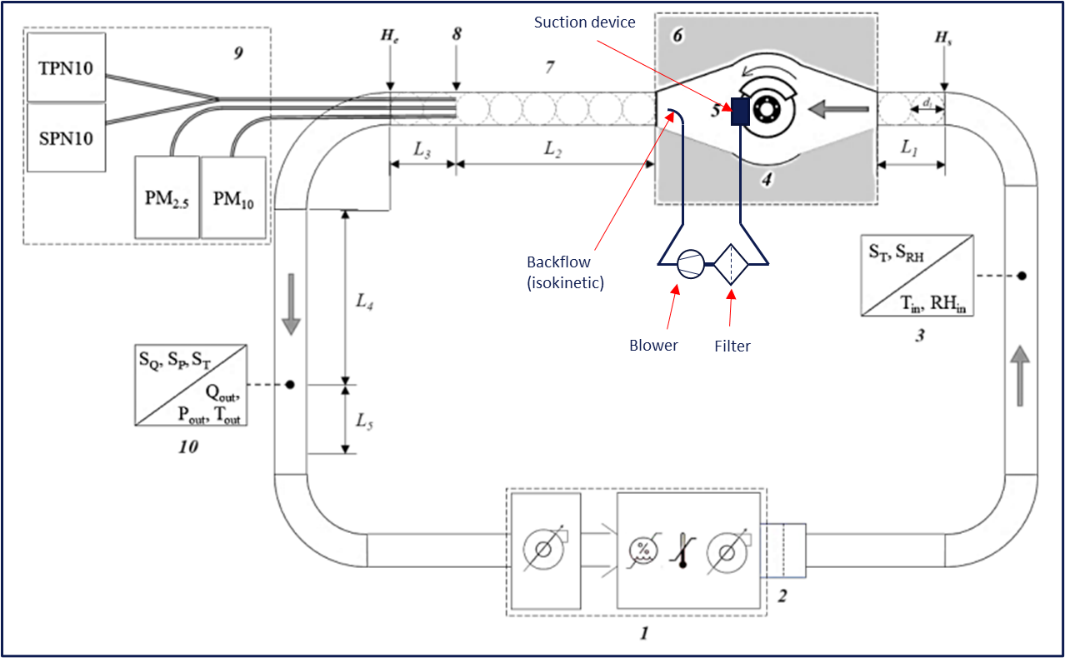 Suction device
TPN10
SPN10
PM2.5
PM10
9
He
8
7
6
Hs
5
4
di
L3
L2
L1
Backflow
(isokinetic)
Blower
Filter
ST, SRH
Tin, RHin
3
L4
SQ, SP, ST
Qout,
Pout, Tout
10
L5
%
2
1